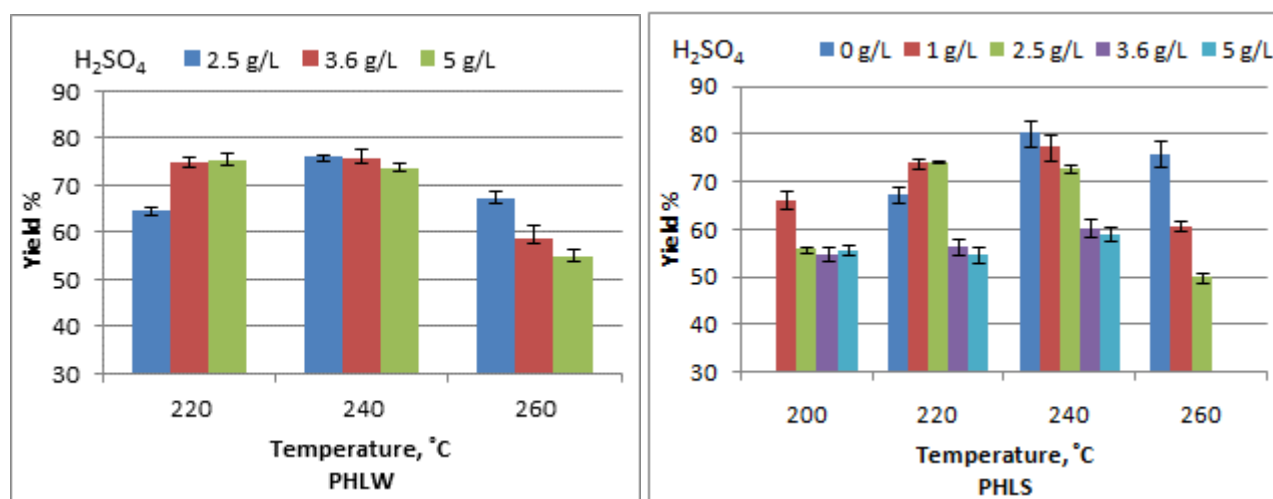 H₂SO₄ 2.5 g/L 3.6 g/L 5 g/L
90
80
70
60
50
40
30
Yield %
220 240 260
Temperature, °C
PHLW
H₂SO₄ 0 g/L 1 g/L 2.5 g/L 3.6 g/L 5 g/L
90
80
70
60
50
40
30
Yield %
200 220 240 260
Temperature, °C
PHLS